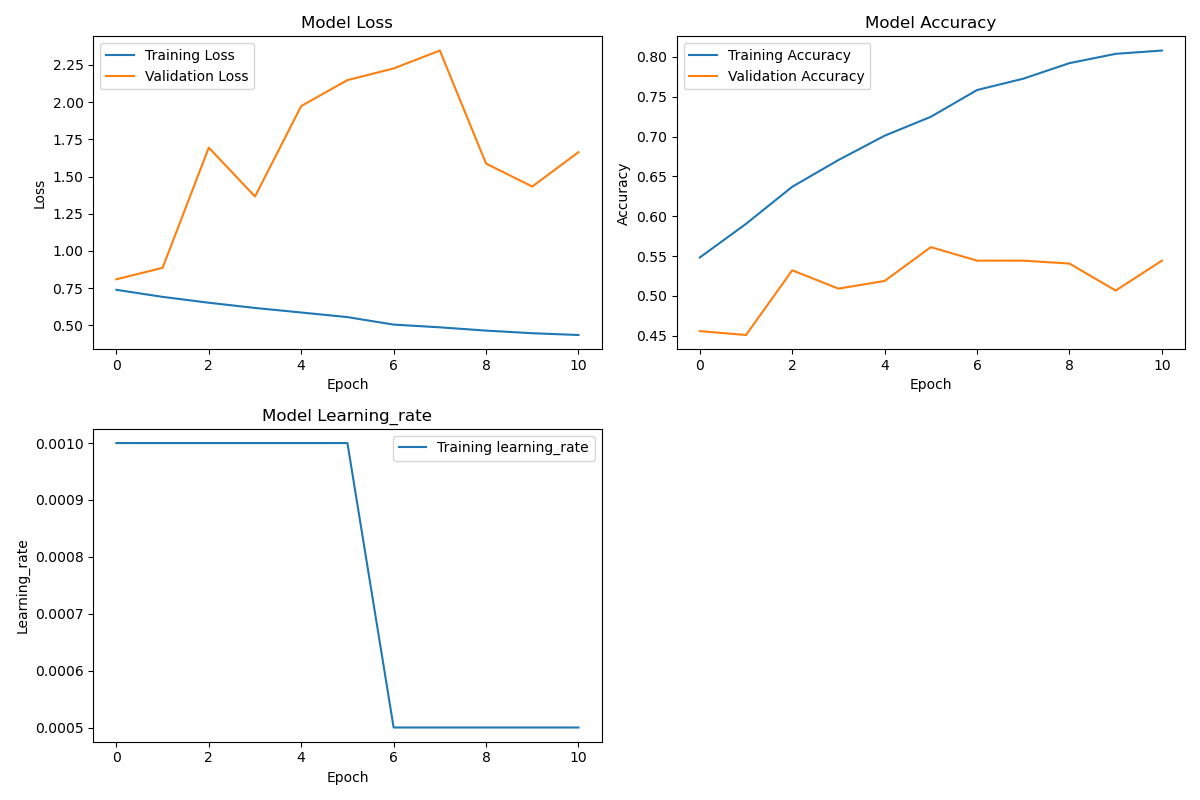 Model Loss
Training Loss
Validation Loss
2.25
2.00
1.75
1.50
1.25
1.00
0.75
0.50
Loss
0 2 4 6 8 10
Epoch
Model Accuracy
Training Accuracy
Validation Accuracy
0.80
0.75
0.70
0.65
0.60
0.55
0.50
0.45
Accuracy
0 2 4 6 8 10
Epoch
Model Learning_rate
Training learning_rate
0.0010
0.0009
0.0008
0.0007
0.0006
0.0005
Learning_rate
0 2 4 6 8 10
Epoch